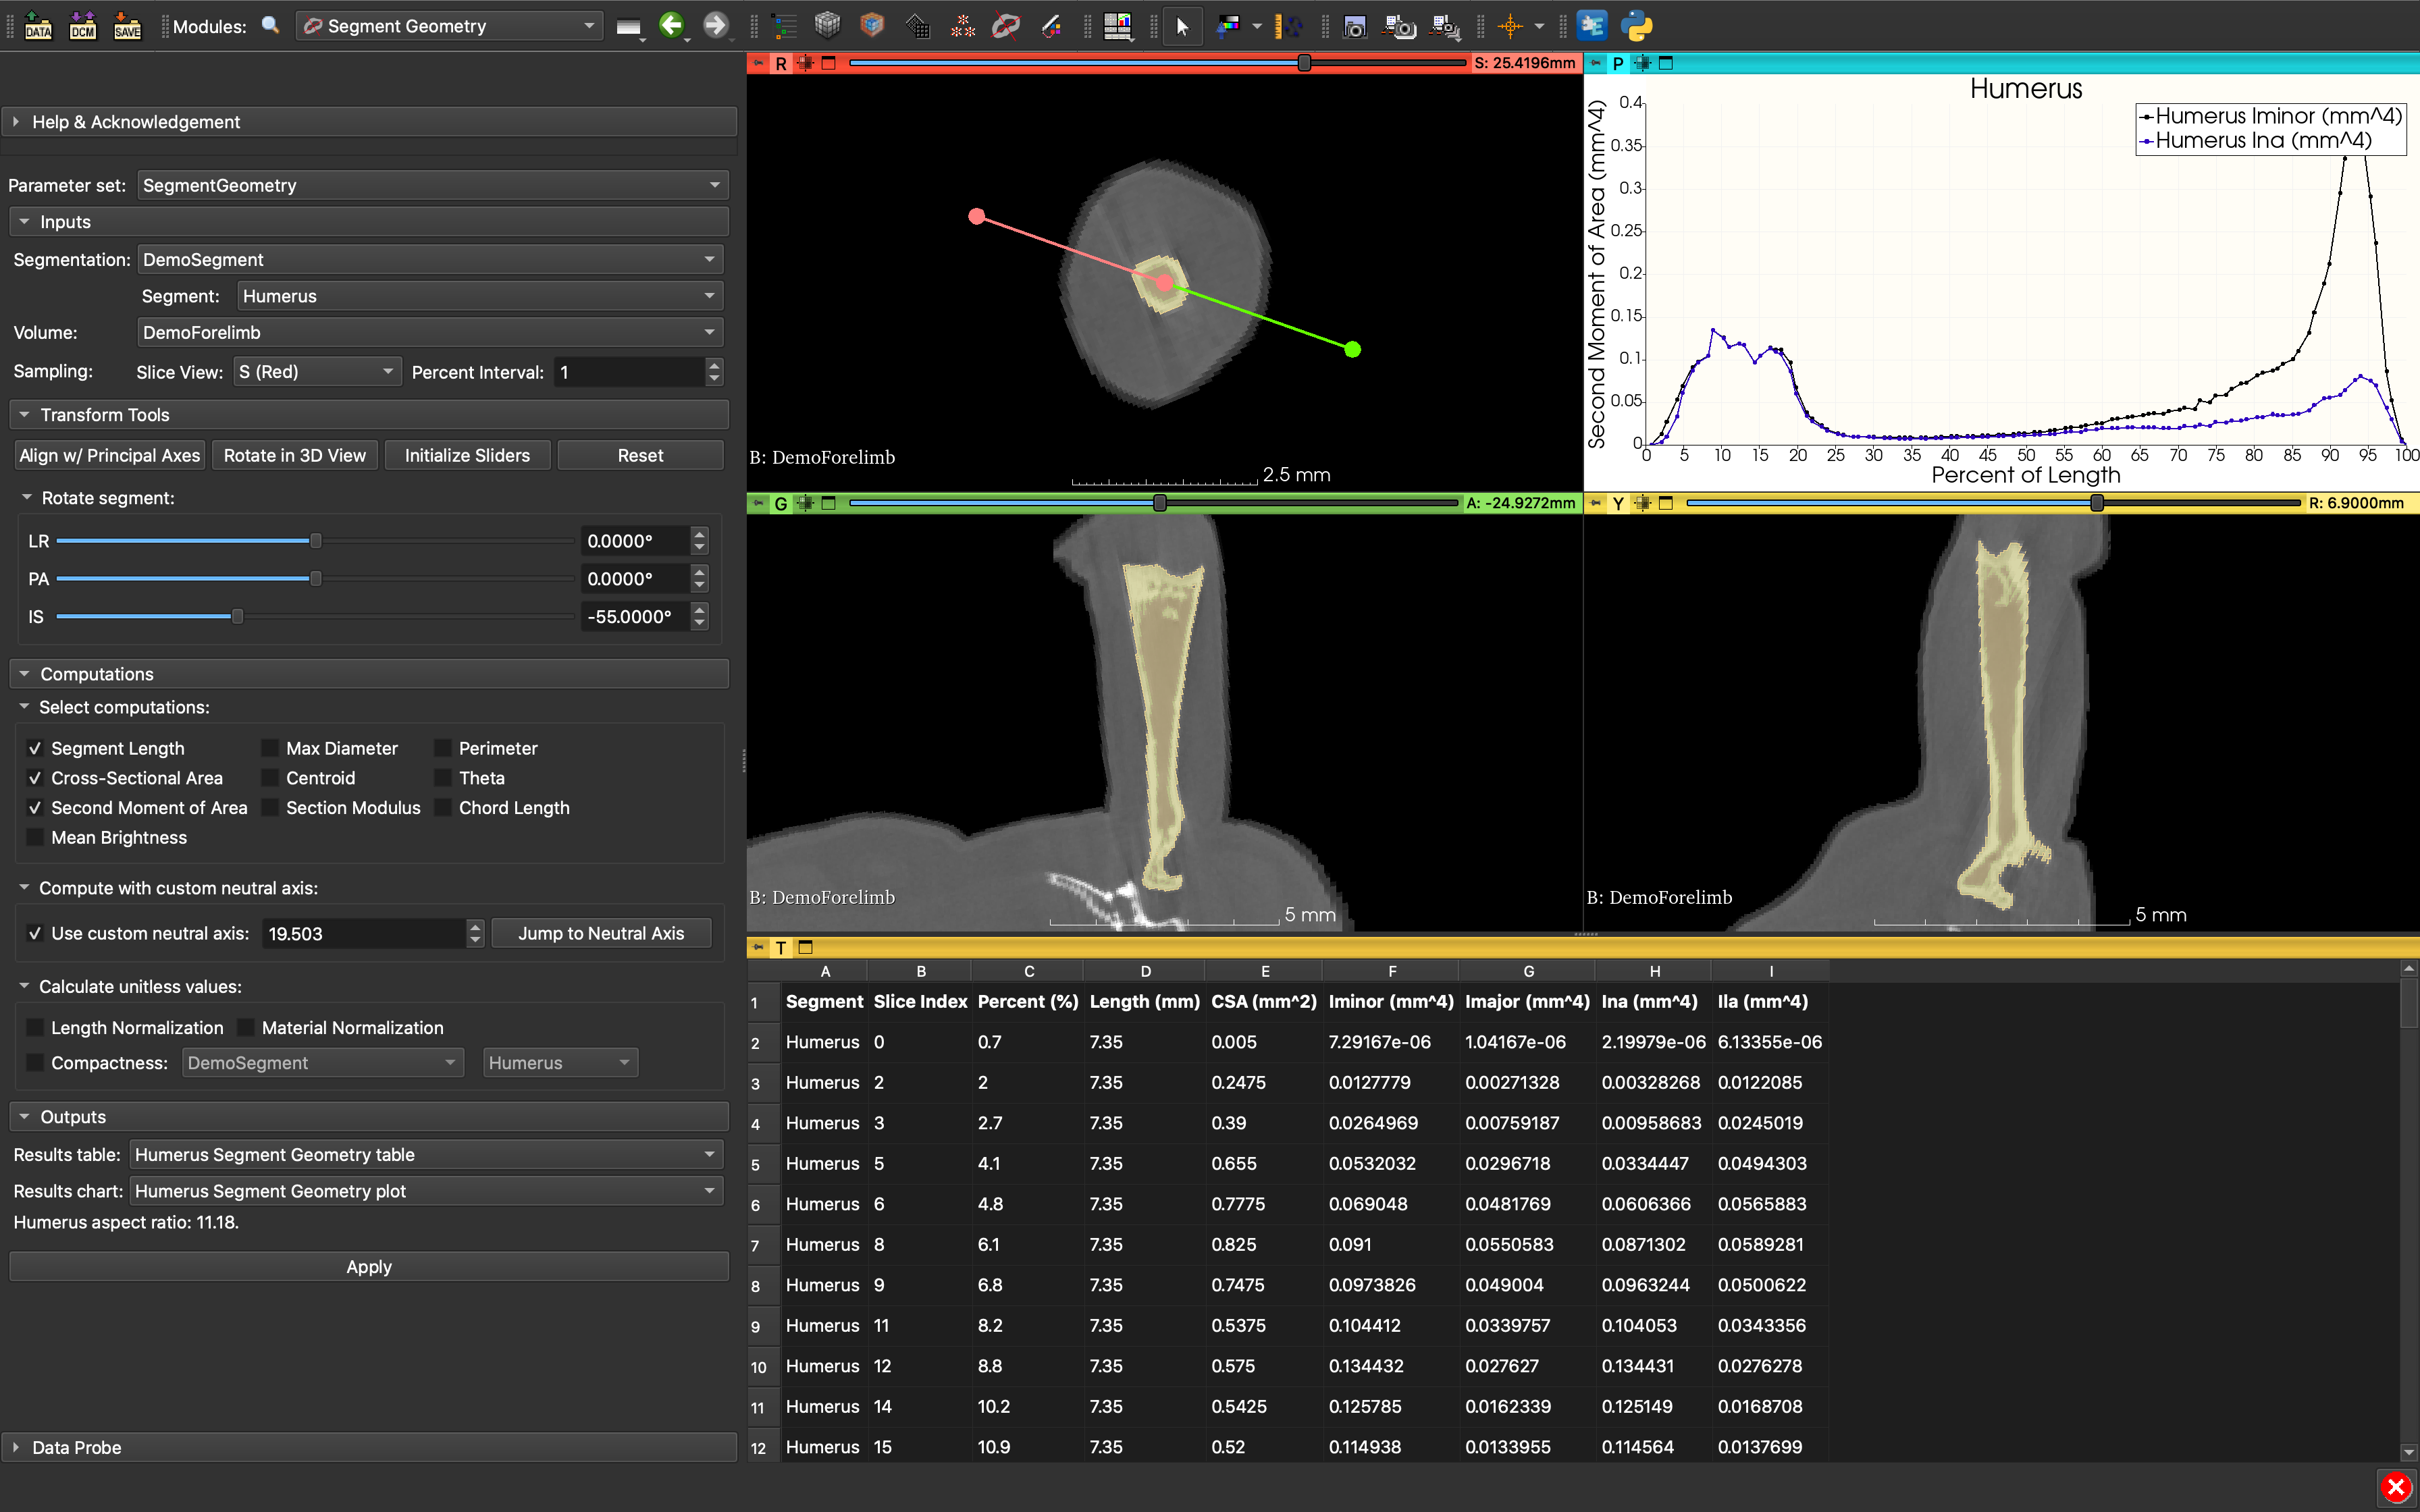 DATA DCM SAVE Modules: Segment Geometry
Help & Acknowledgement
Parameter set: SegmentGeometry
Inputs
Segmentation: DemoSegment
Segment: Humerus
Volume: DemoForelimb
Sampling: Slice View: S (Red) Percent Interval: 1
Transform Tools
Align w/ Principal Axes Rotate in 3D View Initialize Sliders Reset
Rotate segment:
LR 0.0000°
PA 0.0000°
IS -55.0000°
Computations
Select computations:
Segment Length Max Diameter Perimeter
Cross-Sectional Area Centroid Theta
Second Moment of Area Section Modulus Chord Length
Mean Brightness
Compute with custom neutral axis:
Use custom neutral axis: 19.503 Jump to Neutral Axis
Calculate unitless values:
Length Normalization Material Normalization
Compactness: DemoSegment Humerus
Outputs
Results table: Humerus Segment Geometry table
Results chart: Humerus Segment Geometry plot
Humerus aspect ratio: 11.18.
Apply
Data Probe
R S: 25.4196mm
B: DemoForelimb
2.5 mm
P
Humerus
Humerus Iminor (mm^4)
Humerus Ina (mm^4)
Second Moment of Area (mm^4)
0.4
0.35
0.3
0.25
0.2
0.15
0.1
0.05
0
0 5 10 15 20 25 30 35 40 45 50 55 60 65 70 75 80 85 90 95 100
Percent of Length
G A: -24.9272mm
B: DemoForelimb
5 mm
Y R: 6.9000mm
B: DemoForelimb
5 mm
T
A B C D E F G H I
1 Segment Slice Index Percent (%) Length (mm) CSA (mm^2) Iminor (mm^4) Imajor (mm^4) Ina (mm^4) Ila (mm^4)
2 Humerus 0 0.7 7.35 0.005 7.29167e-06 1.04167e-06 2.19979e-06 6.13355e-06
3 Humerus 2 2 7.35 0.2475 0.0127779 0.00271328 0.00328268 0.0122085
4 Humerus 3 2.7 7.35 0.39 0.0264969 0.00759187 0.00958683 0.0245019
5 Humerus 5 4.1 7.35 0.655 0.0532032 0.0296718 0.0334447 0.0494303
6 Humerus 6 4.8 7.35 0.7775 0.069048 0.0481769 0.0606366 0.0565883
7 Humerus 8 6.1 7.35 0.825 0.091 0.0550583 0.0871302 0.0589281
8 Humerus 9 6.8 7.35 0.7475 0.0973826 0.049004 0.0963244 0.0500622
9 Humerus 11 8.2 7.35 0.5375 0.104412 0.0339757 0.104053 0.0343356
10 Humerus 12 8.8 7.35 0.575 0.134432 0.027627 0.134431 0.0276278
11 Humerus 14 10.2 7.35 0.5425 0.125785 0.0162339 0.125149 0.0168708
12 Humerus 15 10.9 7.35 0.52 0.114938 0.0133955 0.114564 0.0137699